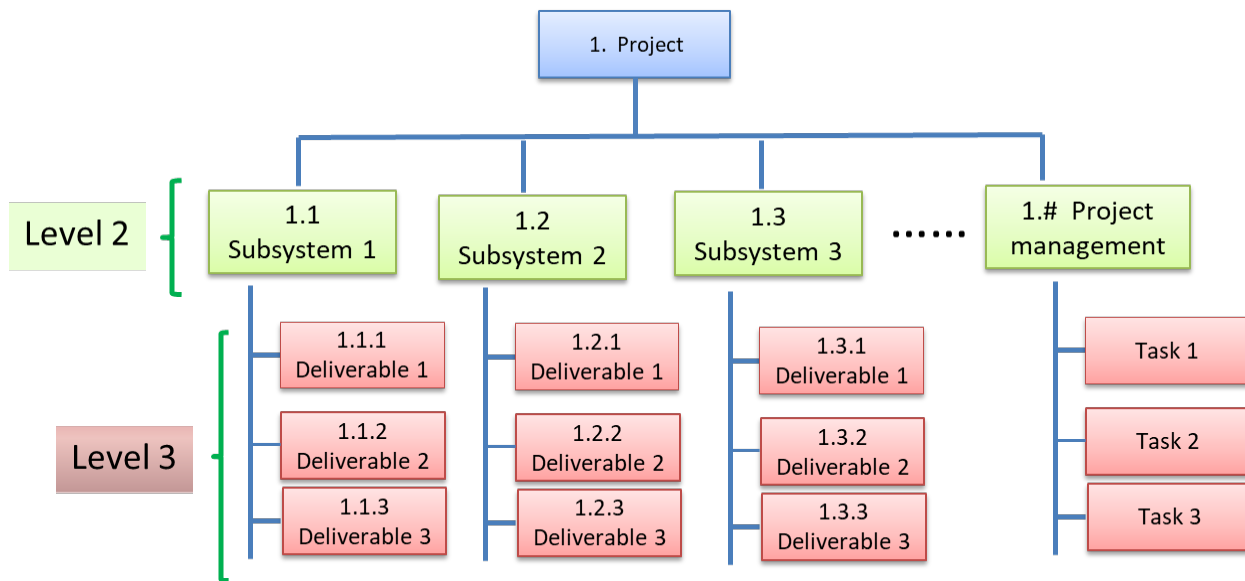 1. Project
Level 2
1.1
Subsystem 1
1.2
Subsystem 2
1.3
Subsystem 3
......
1.# Project
management
Level 3
1.1.1
Deliverable 1
1.1.2
Deliverable 2
1.1.3
Deliverable 3
1.2.1
Deliverable 1
1.2.2
Deliverable 2
1.2.3
Deliverable 3
1.3.1
Deliverable 1
1.3.2
Deliverable 2
1.3.3
Deliverable 3
Task 1
Task 2
Task 3